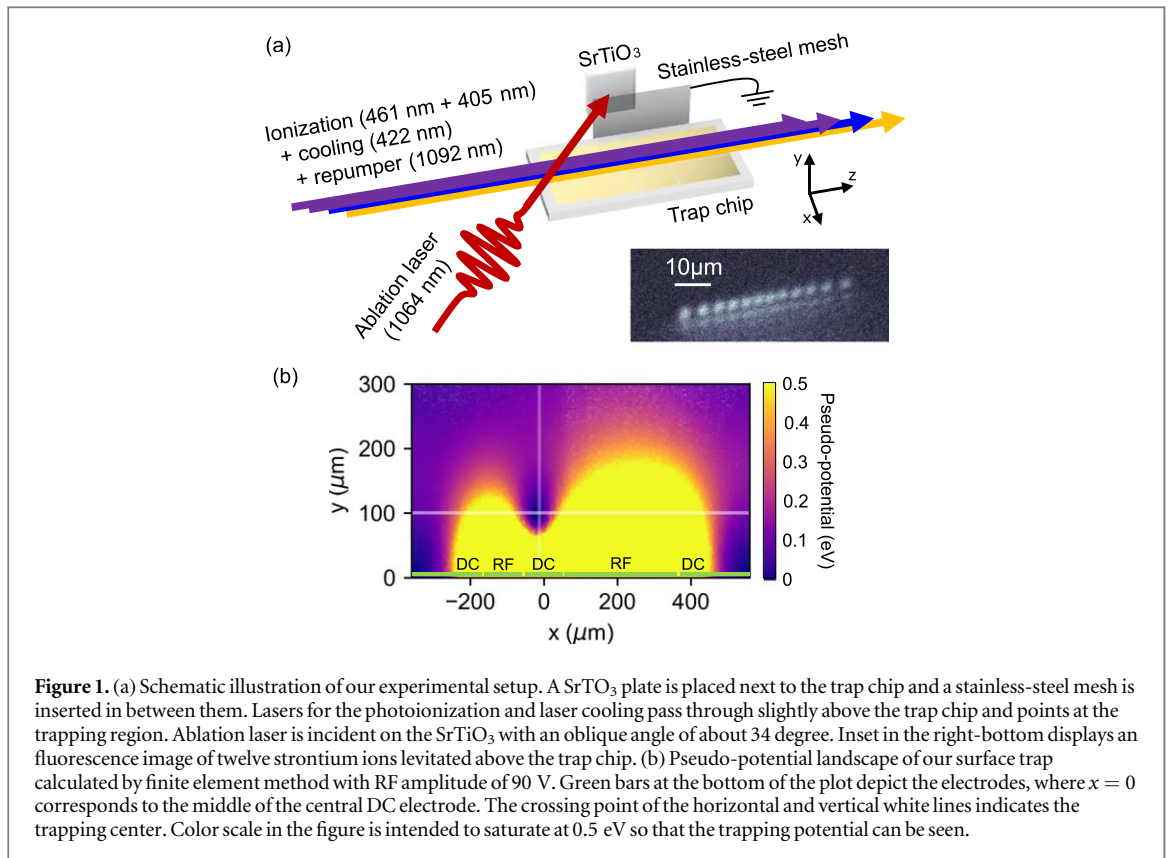 (a)
SrTiO₃
Stainless-steel mesh
Ionization (461 nm + 405 nm)
+ cooling (422 nm)
+ repumper (1092 nm)
y
z
x
Trap chip
Ablation laser
(1064 nm)
10μm
(b)
300
200
100
0
y (μm)
DC
RF
DC
RF
DC
−200
0
200
400
x (μm)
0.5
0.4
0.3
0.2
0.1
0
Pseudo-potential (eV)
Figure 1. (a) Schematic illustration of our experimental setup. A SrTO₃ plate is placed next to the trap chip and a stainless-steel mesh is
inserted in between them. Lasers for the photoionization and laser cooling pass through slightly above the trap chip and points at the
trapping region. Ablation laser is incident on the SrTiO₃ with an oblique angle of about 34 degree. Inset in the right-bottom displays an
fluorescence image of twelve strontium ions levitated above the trap chip. (b) Pseudo-potential landscape of our surface trap
calculated by finite element method with RF amplitude of 90 V. Green bars at the bottom of the plot depict the electrodes, where x = 0
corresponds to the middle of the central DC electrode. The crossing point of the horizontal and vertical white lines indicates the
trapping center. Color scale in the figure is intended to saturate at 0.5 eV so that the trapping potential can be seen.